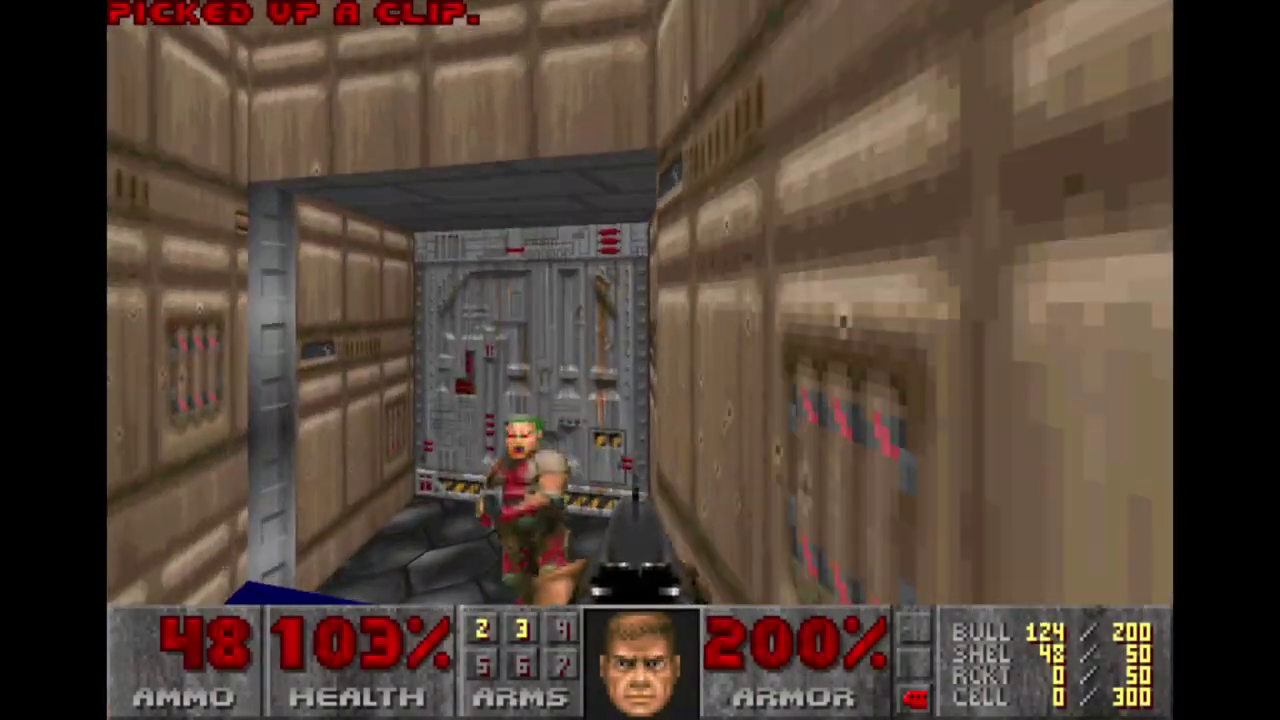 PICKED UP A CLIP.
48 103% 2 3 4 200% BULL 124 / 200
5 6 7 SHEL 48 / 50
RCKT 0 / 50
AMMO HEALTH ARMS ARMOR CELL 0 / 300